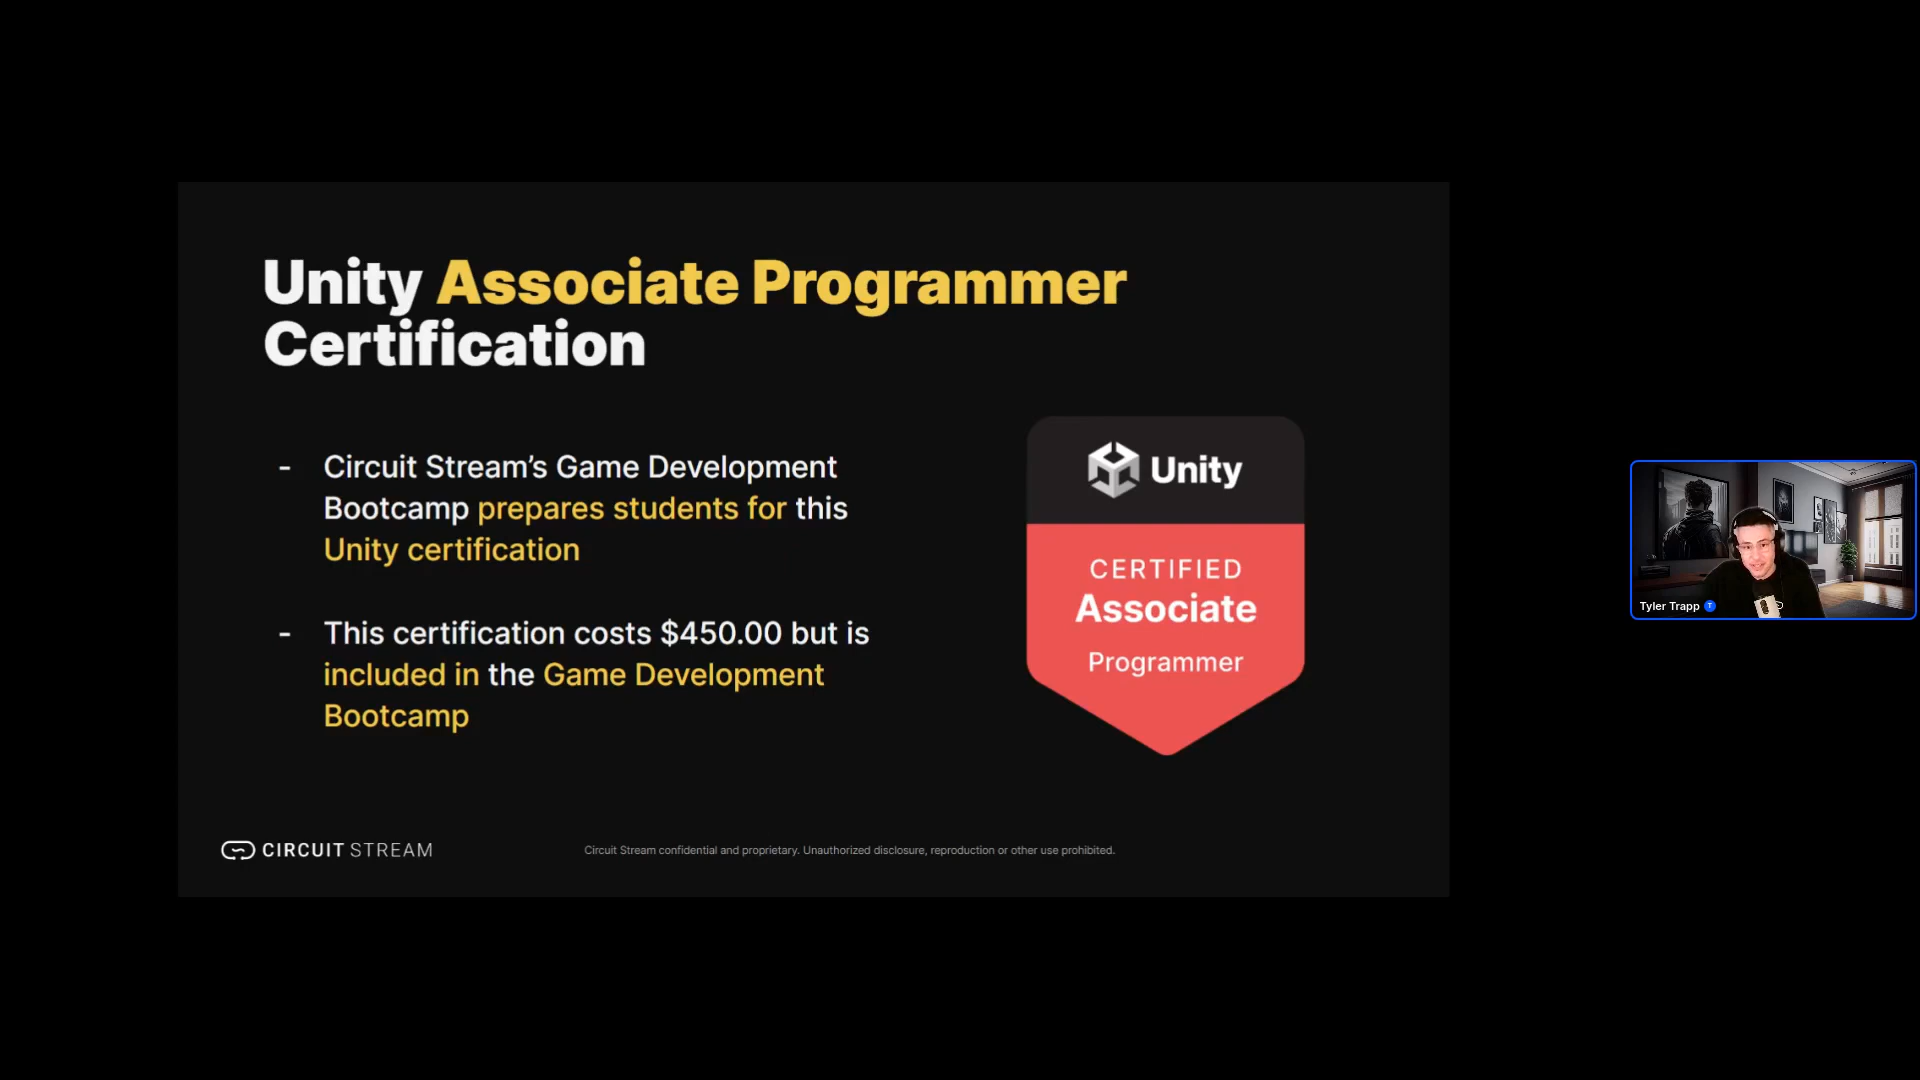 Unity Associate Programmer
Certification
- Circuit Stream’s Game Development
Bootcamp prepares students for this
Unity certification
- This certification costs $450.00 but is
included in the Game Development
Bootcamp
Unity
CERTIFIED
Associate
Programmer
CIRCUIT STREAM
Circuit Stream confidential and proprietary. Unauthorized disclosure, reproduction or other use prohibited.
Tyler Trapp T